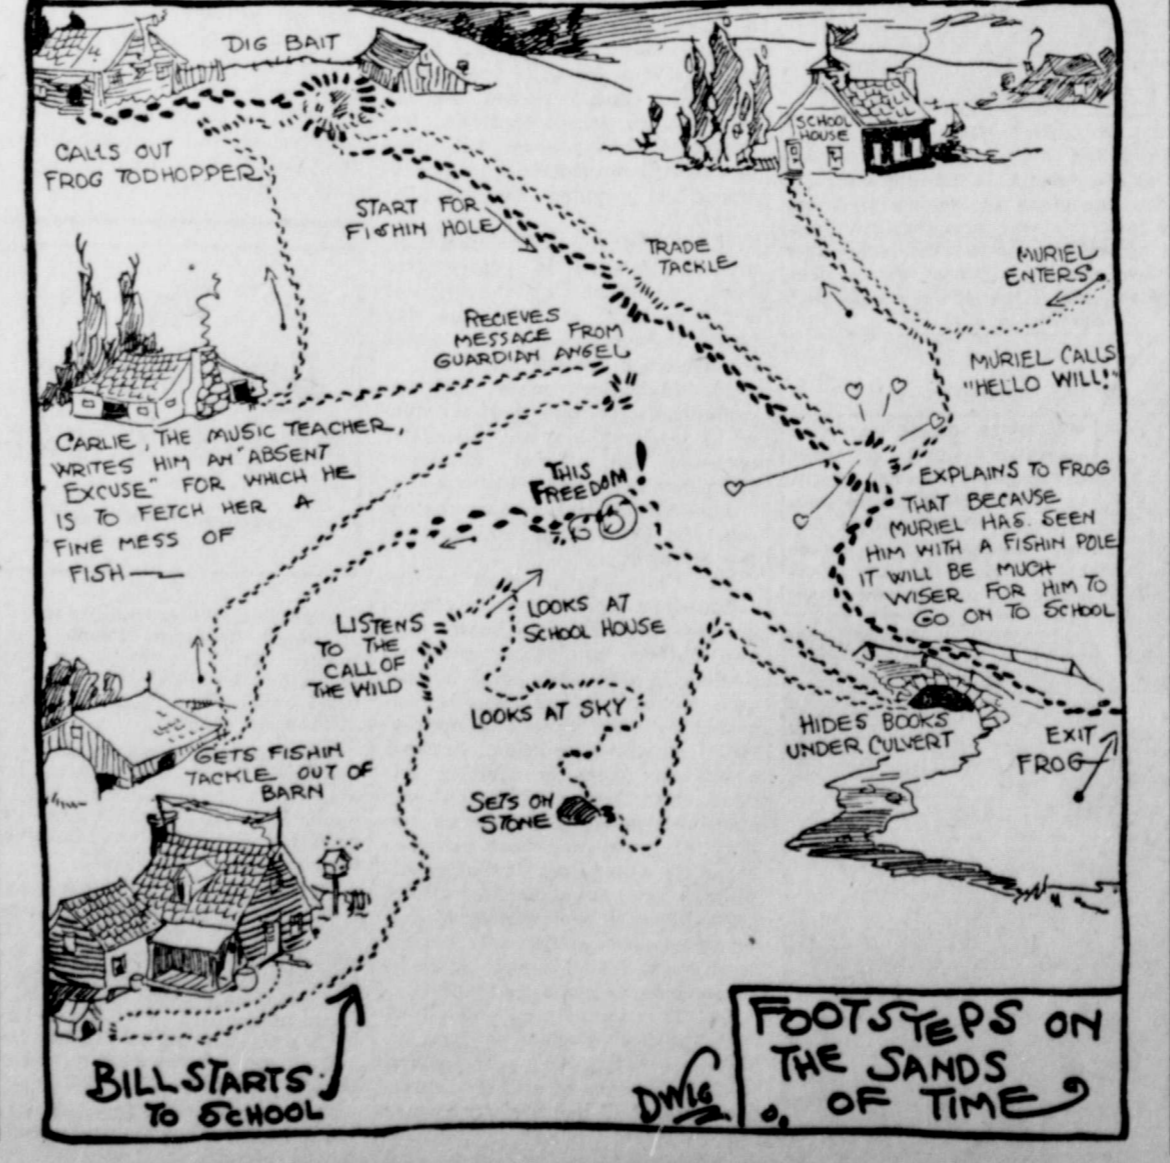 DIG BAIT
SCHOOL
HOUSE
CALLS OUT
FROG TODHOPPER
START FOR
FISHIN HOLE
TRADE
TACKLE
MURIEL
ENTERS
RECIEVES
MESSAGE FROM
GUARDIAN ANGEL
MURIEL CALLS
"HELLO WILL!"
CARLIE, THE MUSIC TEACHER,
WRITES HIM AN "ABSENT
EXCUSE" FOR WHICH HE
IS TO FETCH HER A
FINE MESS OF
FISH—
THIS
FREEDOM
!
EXPLAINS TO FROG
THAT BECAUSE
MURIEL HAS SEEN
HIM WITH A FISHIN POLE
IT WILL BE MUCH
WISER FOR HIM TO
GO ON TO SCHOOL
LOOKS AT
SCHOOL HOUSE
LISTENS
TO THE
CALL OF
THE WILD
LOOKS AT SKY
HIDES BOOKS
UNDER CULVERT
EXIT
FROG
GETS FISHIN
TACKLE OUT OF
BARN
SETS ON
STONE
BILL STARTS
TO SCHOOL
DWIG
FOOTSTEPS ON
THE SANDS
OF TIME